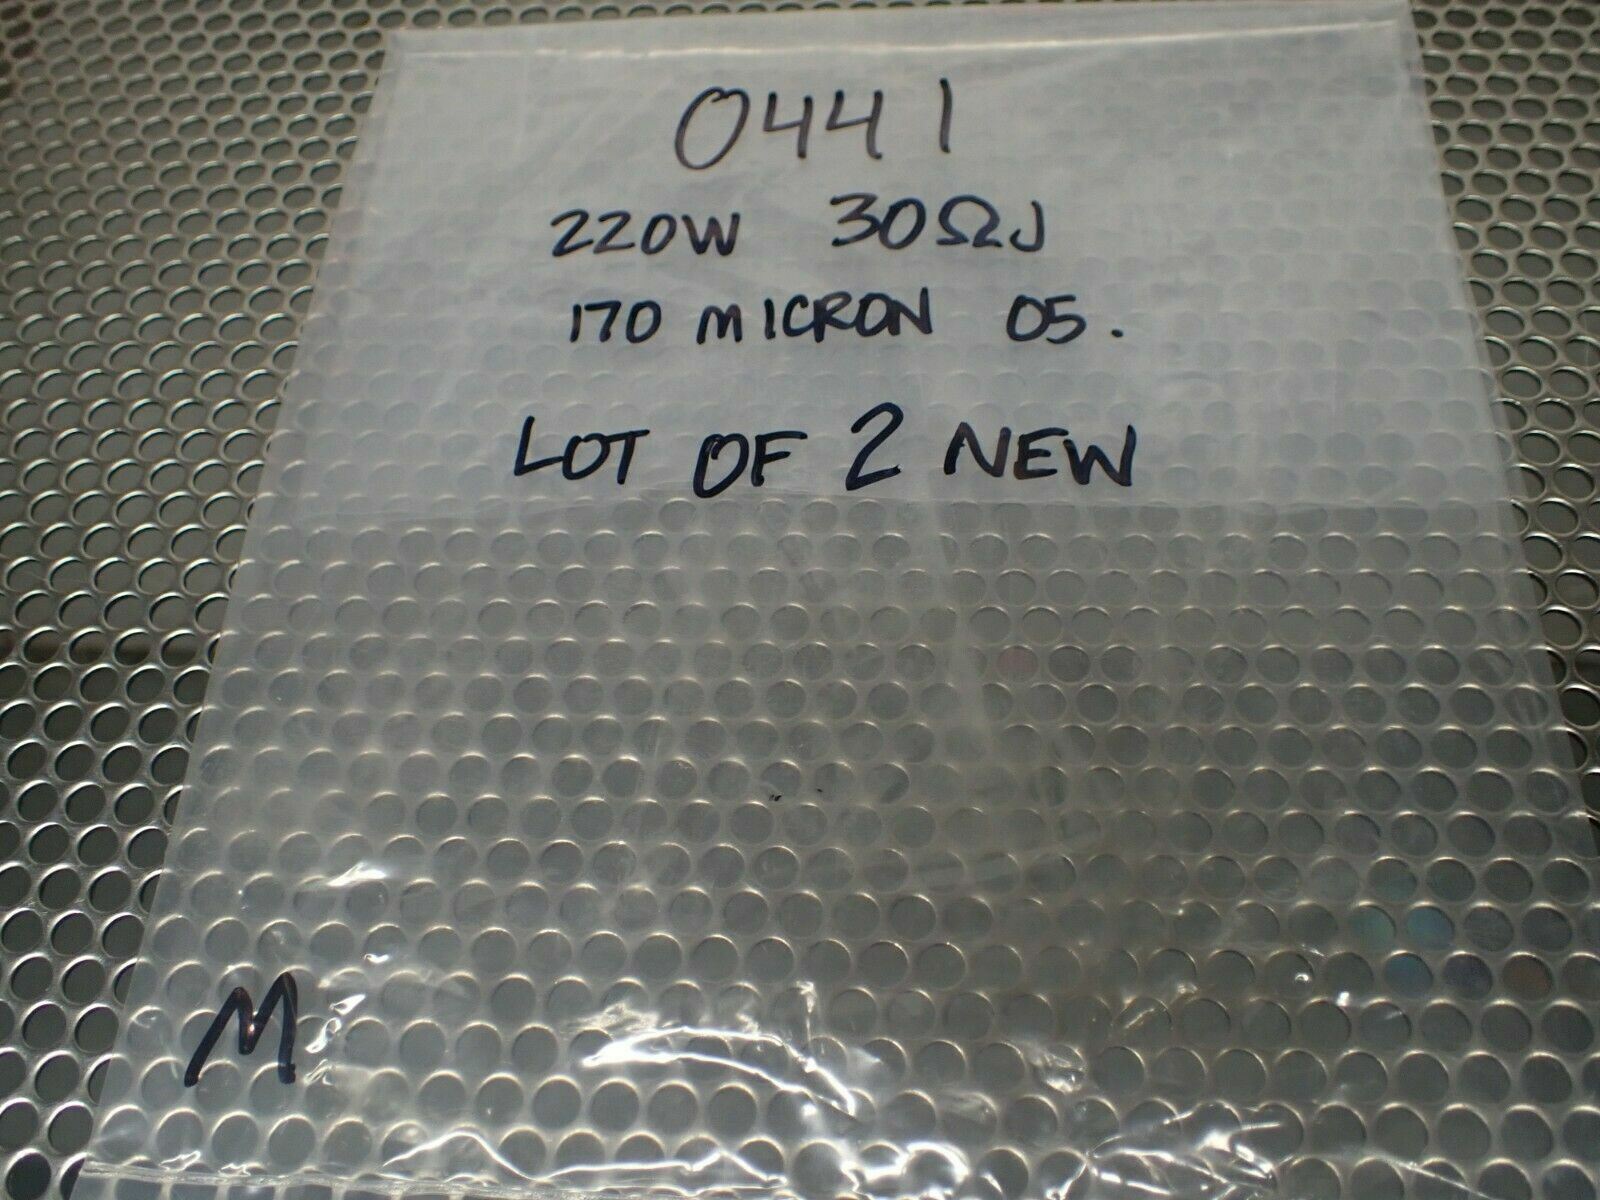 0441
220W 30ΩJ
170 MICRON 05.
LOT OF 2 NEW
M